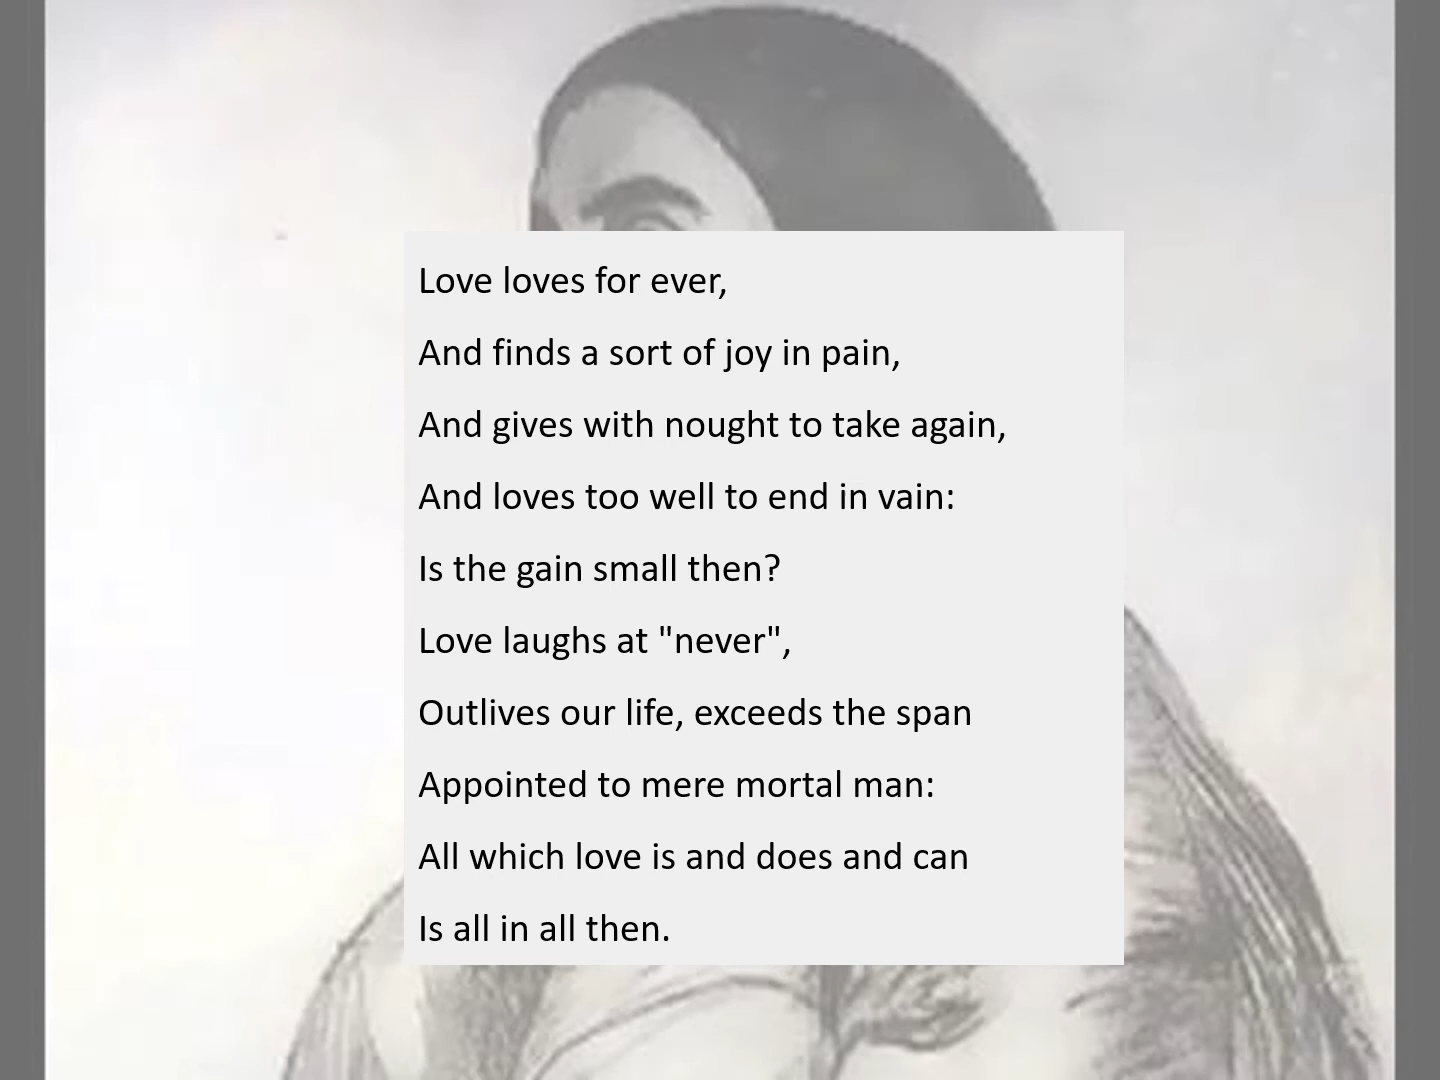 Love loves for ever,
And finds a sort of joy in pain,
And gives with nought to take again,
And loves too well to end in vain:
Is the gain small then?
Love laughs at "never",
Outlives our life, exceeds the span
Appointed to mere mortal man:
All which love is and does and can
Is all in all then.